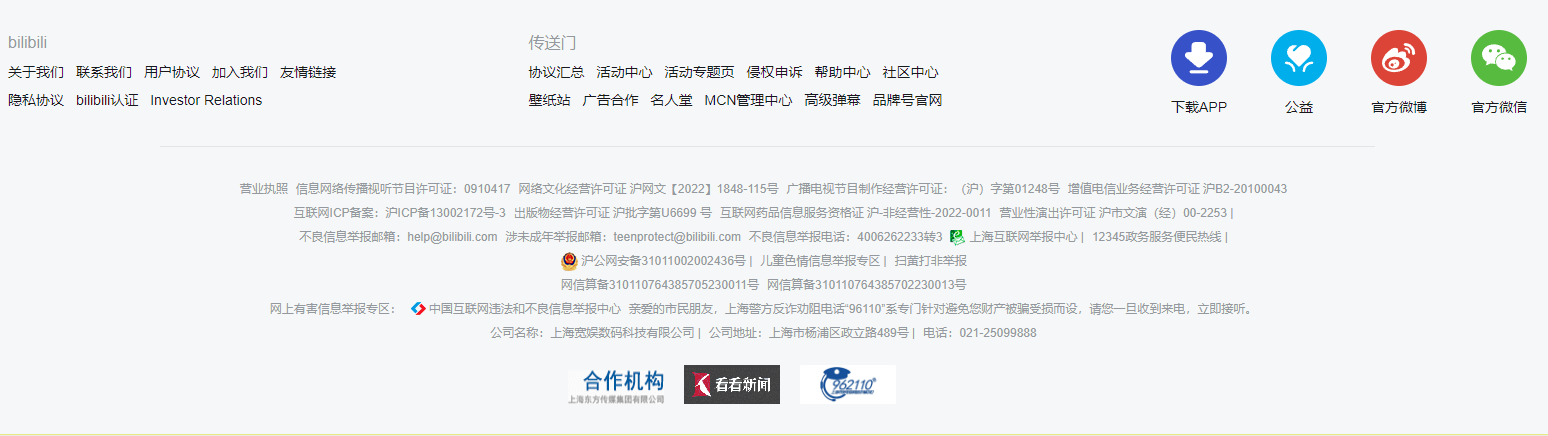 bilibili
关于我们 联系我们 用户协议 加入我们 友情链接
隐私协议 bilibili认证 Investor Relations
传送门
协议汇总 活动中心 活动专题页 侵权申诉 帮助中心 社区中心
壁纸站 广告合作 名人堂 MCN管理中心 高级弹幕 品牌号官网
下载APP 公益 官方微博 官方微信
营业执照 信息网络传播视听节目许可证：0910417 网络文化经营许可证 沪网文【2022】1848-115号 广播电视节目制作经营许可证：（沪）字第01248号 增值电信业务经营许可证 沪B2-20100043
互联网ICP备案：沪ICP备13002172号-3 出版物经营许可证 沪批字第U6699 号 互联网药品信息服务资格证 沪-非经营性-2022-0011 营业性演出许可证 沪市文演（经）00-2253 |
不良信息举报邮箱：help@bilibili.com 涉未成年举报邮箱：teenprotect@bilibili.com 不良信息举报电话：4006262233转3 上海互联网举报中心 | 12345政务服务便民热线 |
沪公网安备31011002002436号 | 儿童色情信息举报专区 | 扫黄打非举报
网信算备310110764385705230011号 网信算备310110764385702230013号
网上有害信息举报专区： 中国互联网违法和不良信息举报中心 亲爱的市民朋友，上海警方反诈劝阻电话“96110”系专门针对避免您财产被骗受损而设，请您一旦收到来电，立即接听。
公司名称：上海宽娱数码科技有限公司 | 公司地址：上海市杨浦区政立路489号 | 电话：021-25099888
合作机构
上海东方传媒集团有限公司
看看新闻
962110